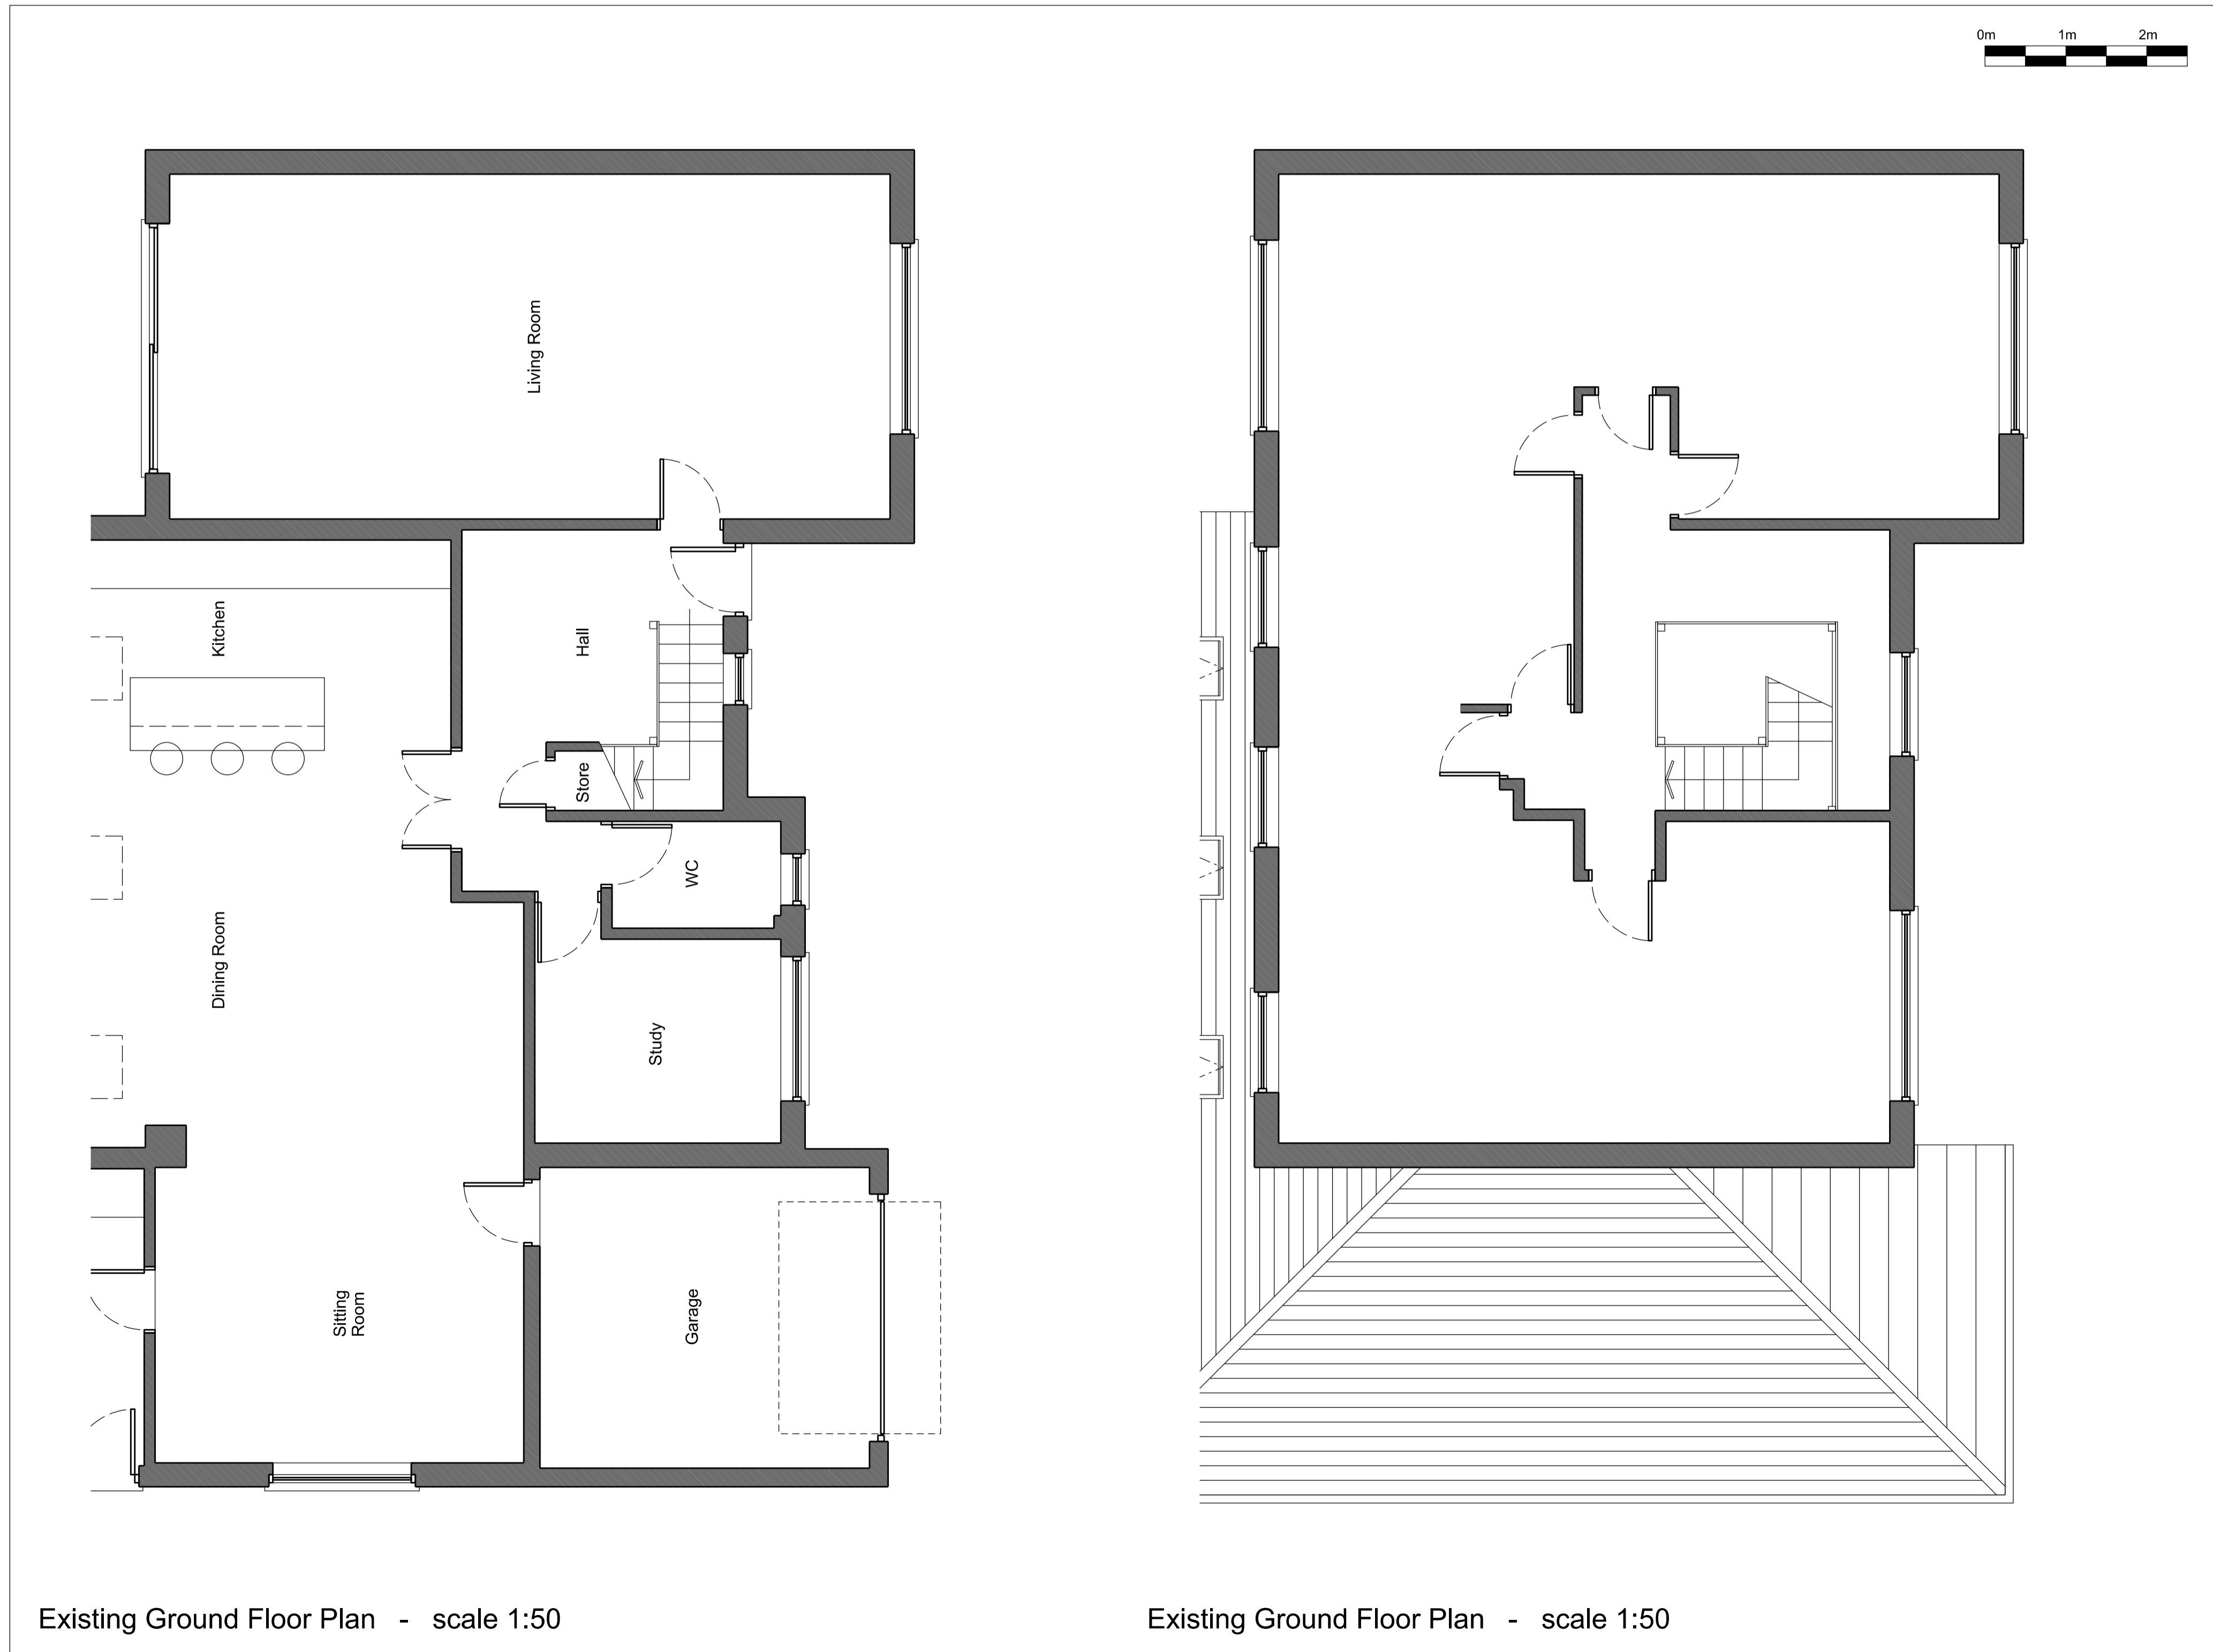 0m 1m 2m
Living Room
Kitchen
Hall
Store
WC
Dining Room
Study
Sitting
Room
Garage
Existing Ground Floor Plan - scale 1:50
Existing Ground Floor Plan - scale 1:50